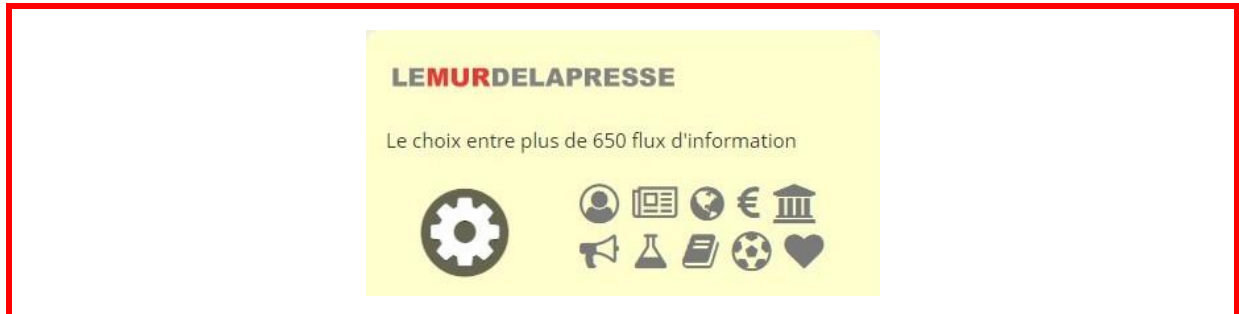 LEMURDELAPRESSE
Le choix entre plus de 650 flux d'information